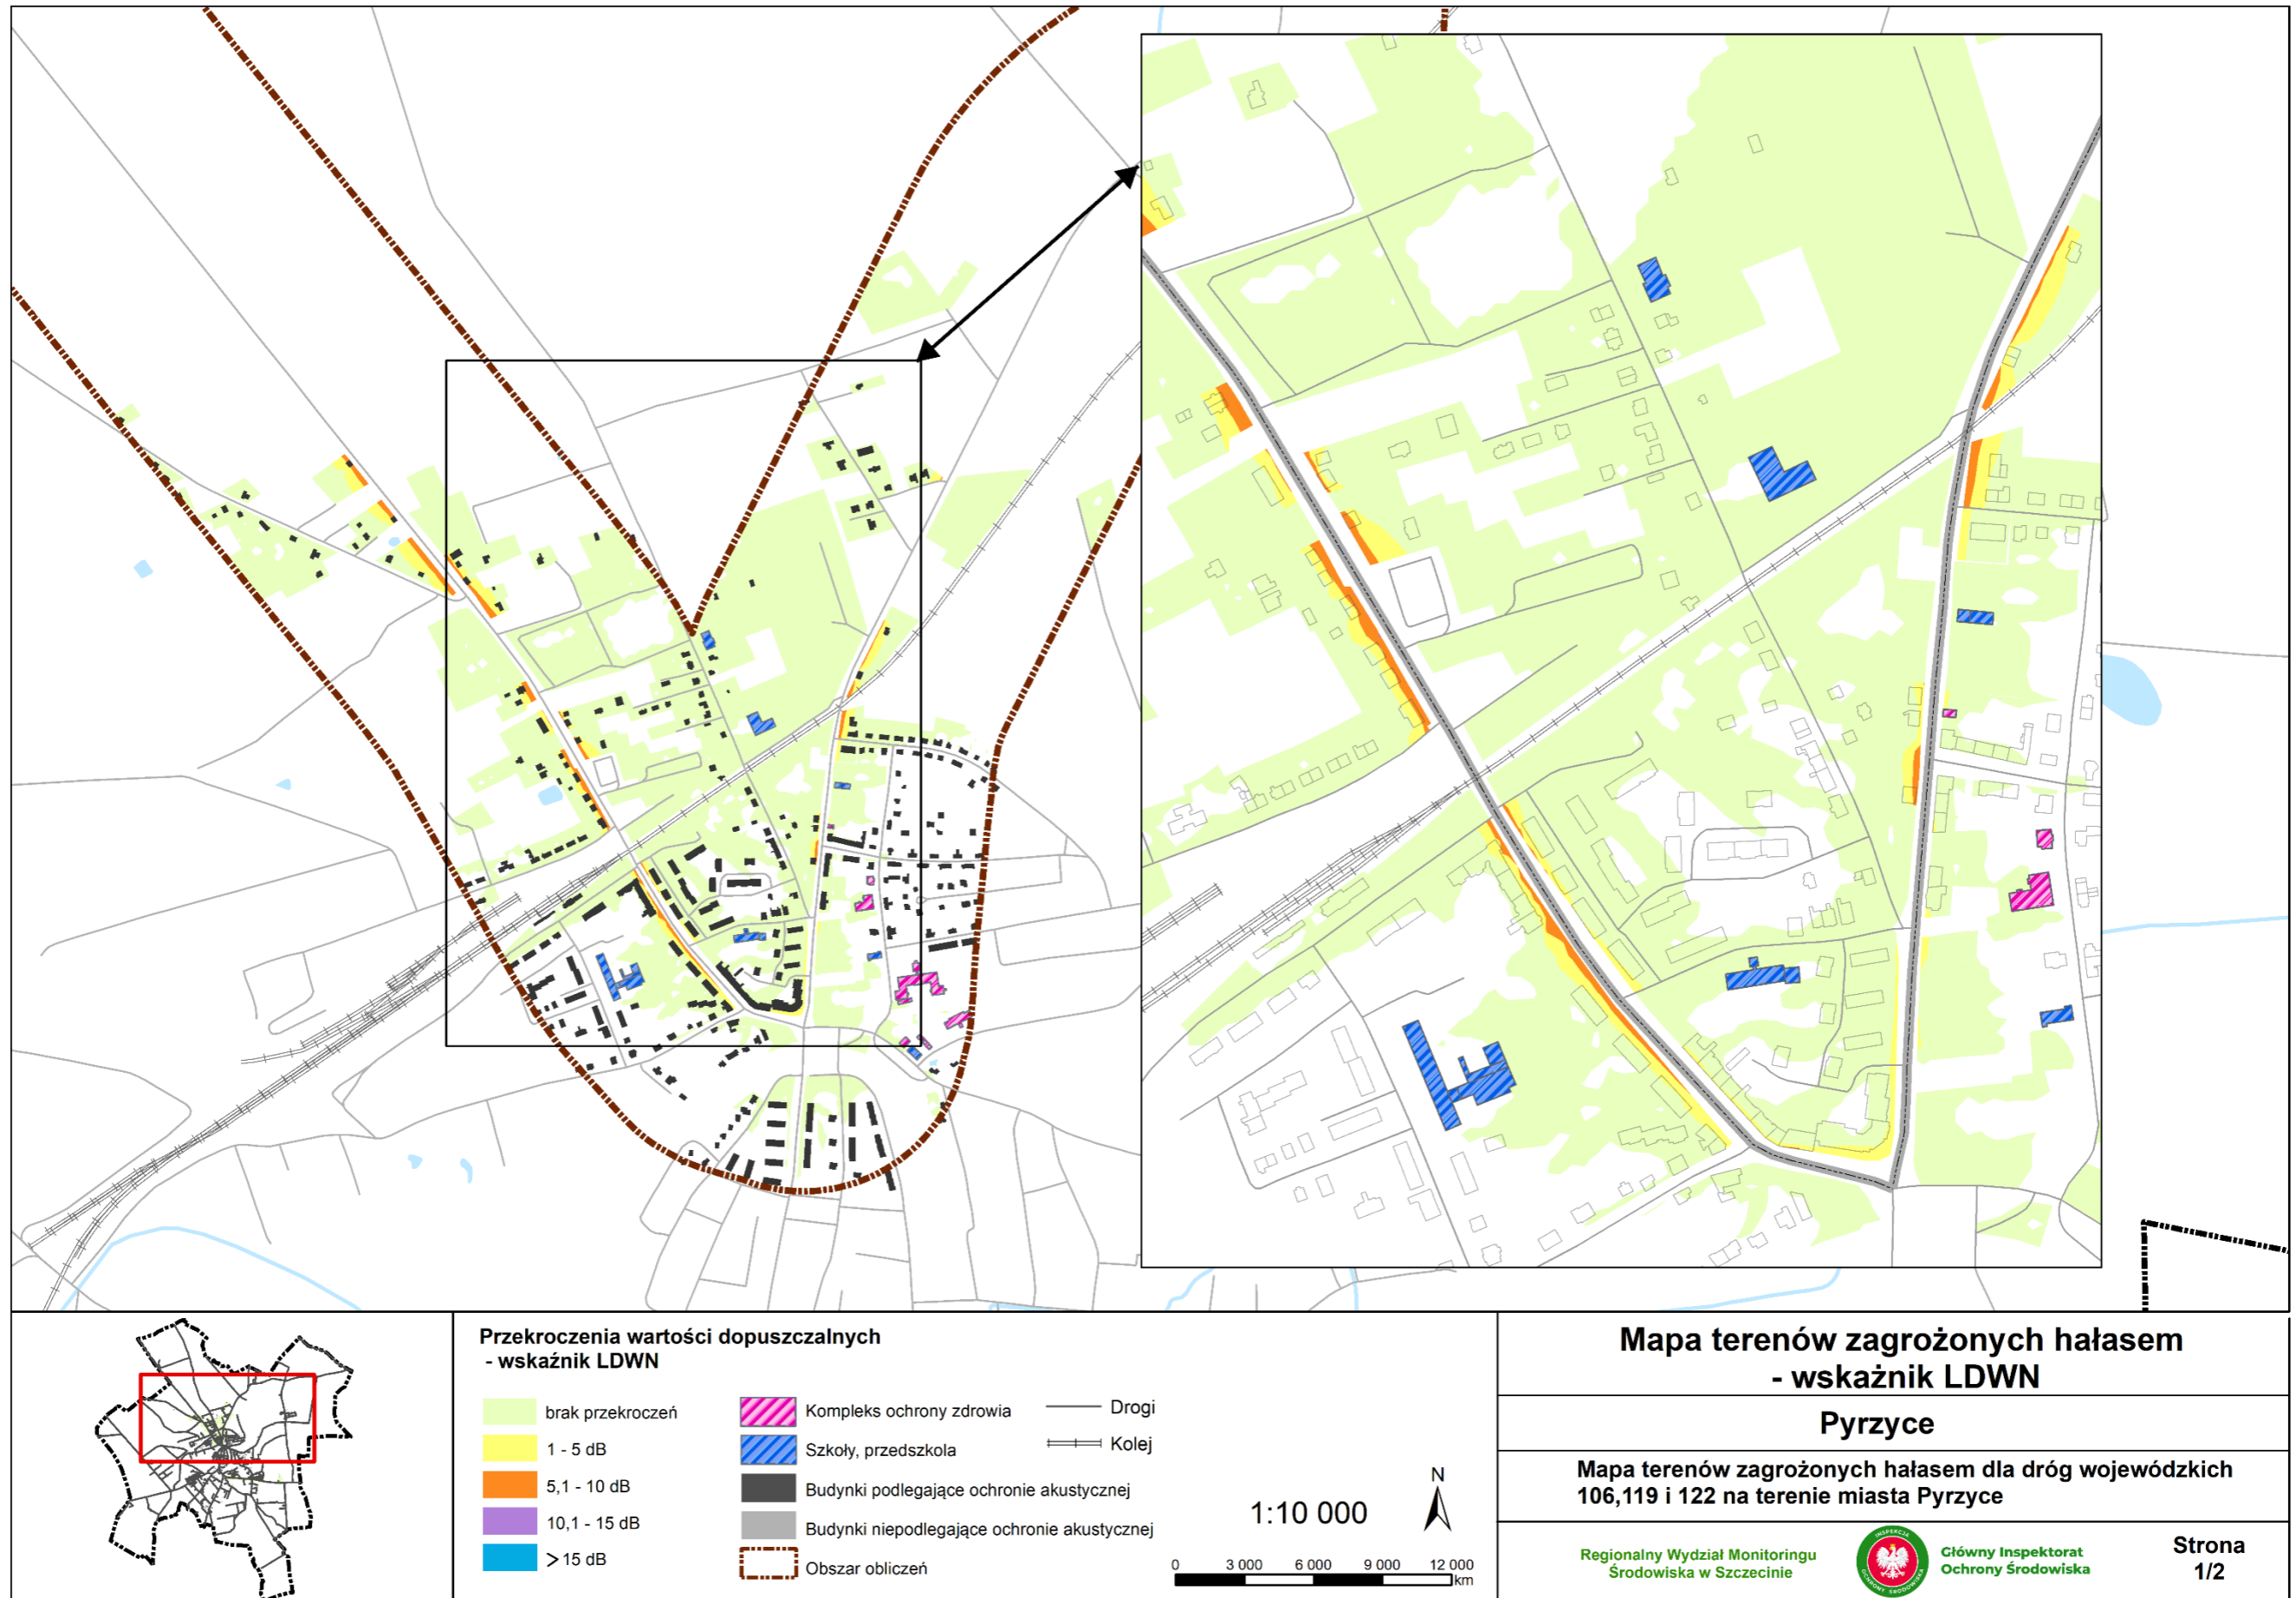 Przekroczenia wartości dopuszczalnych
- wskaźnik LDWN
brak przekroczeń
1 - 5 dB
5,1 - 10 dB
10,1 - 15 dB
> 15 dB
Kompleks ochrony zdrowia
Szkoły, przedszkola
Budynki podlegające ochronie akustycznej
Budynki niepodlegające ochronie akustycznej
Obszar obliczeń
Drogi
Kolej
1:10 000
N
0 3 000 6 000 9 000 12 000
km
Mapa terenów zagrożonych hałasem
- wskażnik LDWN
Pyrzyce
Mapa terenów zagrożonych hałasem dla dróg wojewódzkich
106,119 i 122 na terenie miasta Pyrzyce
Regionalny Wydział Monitoringu
Środowiska w Szczecinie
INSPEKCJA
OCHRONY ŚRODOWISKA
Główny Inspektorat
Ochrony Środowiska
Strona
1/2